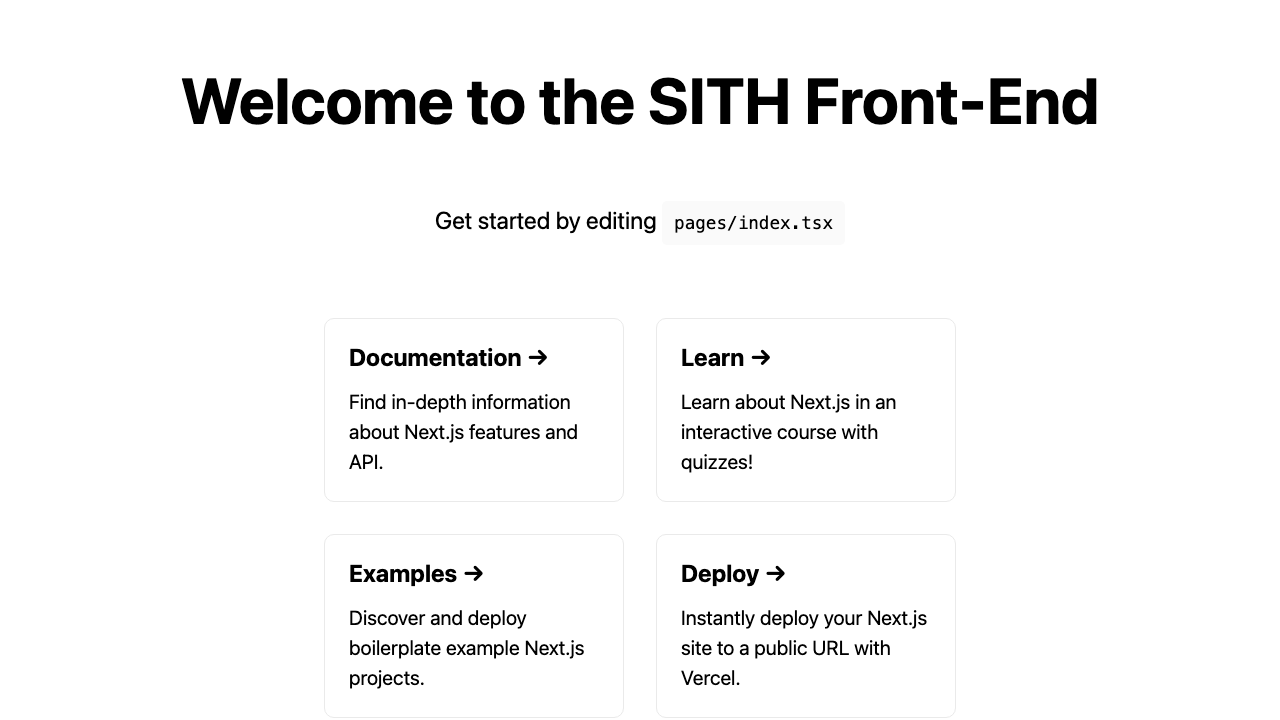 Welcome to the SITH Front-End
Get started by editing pages/index.tsx
Documentation →
Find in-depth information
about Next.js features and
API.
Learn →
Learn about Next.js in an
interactive course with
quizzes!
Examples →
Discover and deploy
boilerplate example Next.js
projects.
Deploy →
Instantly deploy your Next.js
site to a public URL with
Vercel.